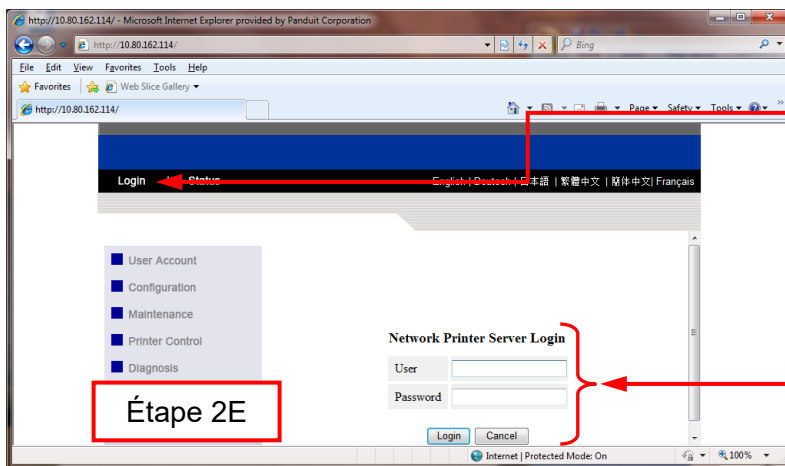 http://10.80.162.114/ - Microsoft Internet Explorer provided by Panduit Corporation
http://10.80.162.114/ Bing
File Edit View Favorites Tools Help
Favorites Web Slice Gallery
http://10.80.162.114/ Page Safety Tools »
Login Status English | Deutsch | 日本語 | 繁體中文 | 简体中文 | Français
User Account
Configuration
Maintenance
Printer Control
Diagnosis
Network Printer Server Login
User
Password
Login Cancel
Étape 2E
Internet | Protected Mode: On 100%